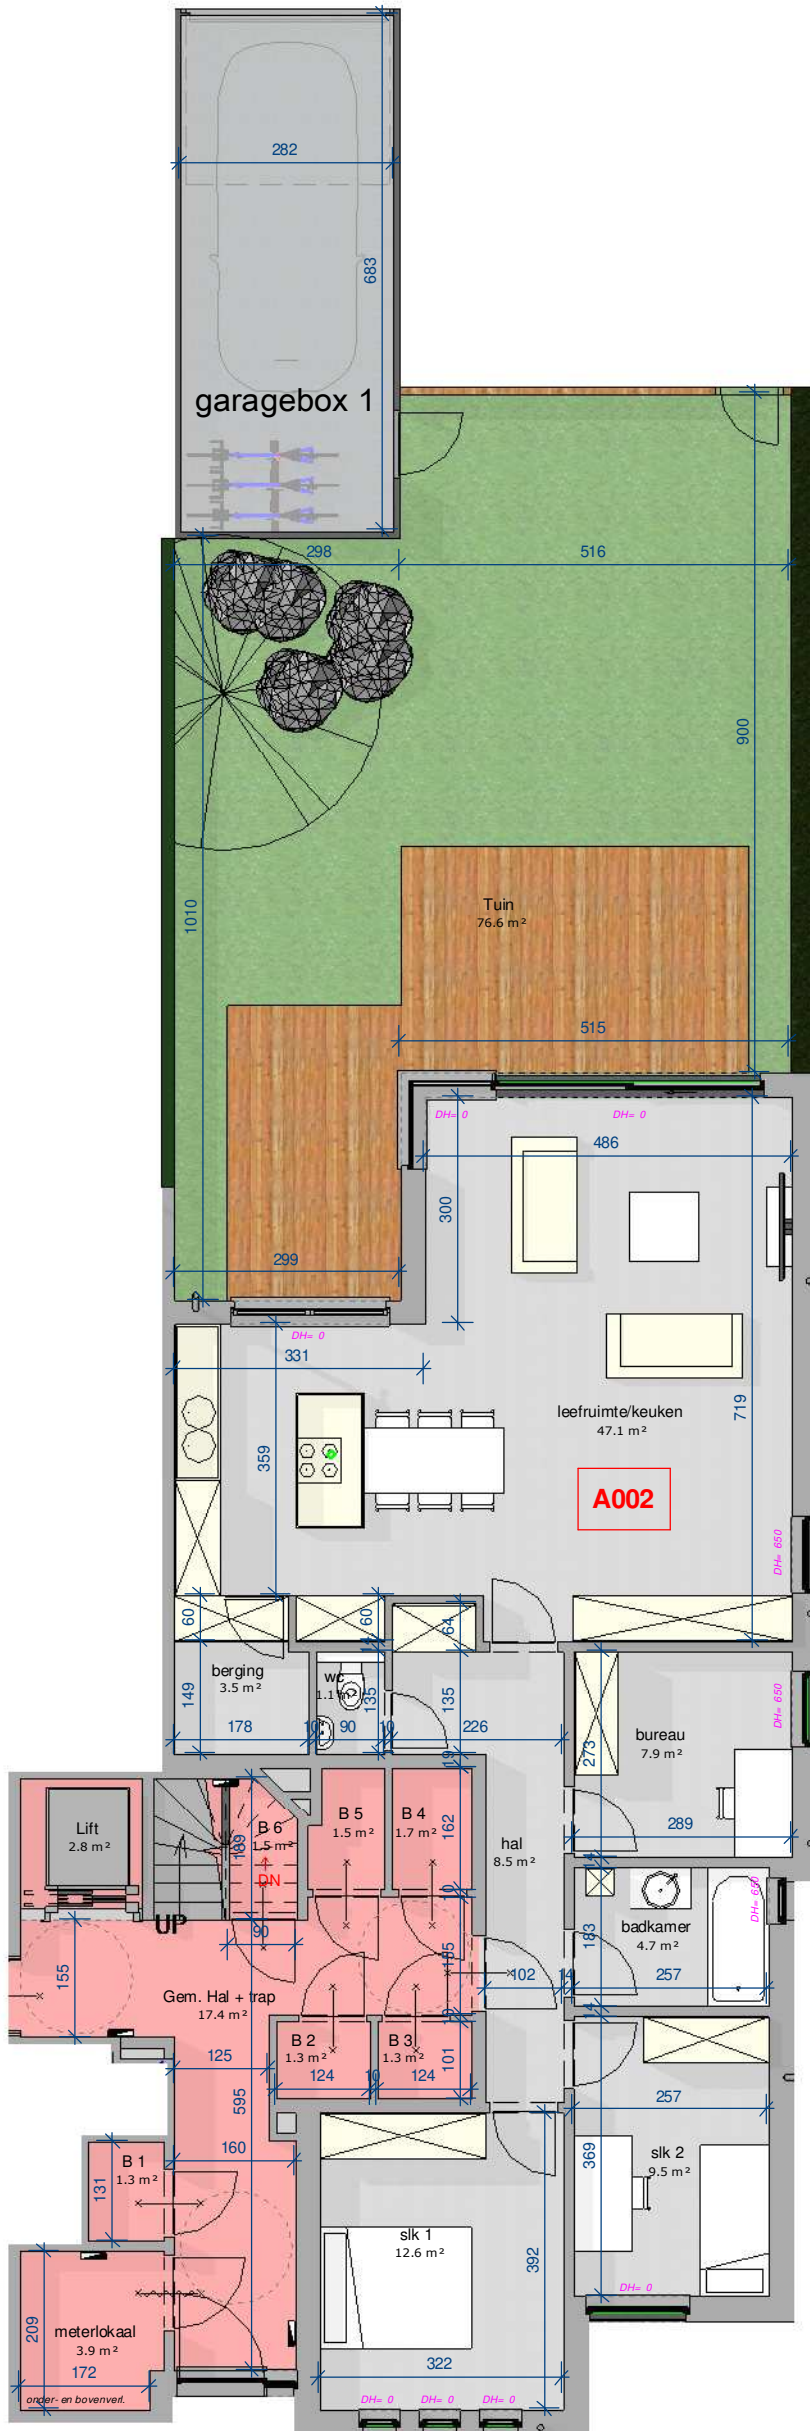 282
683
garagebox 1
298
516
900
1010
Tuin
76.6 m²
515
DH= 0
DH= 0
486
300
299
DH= 0
331
359
leefruimte/keuken
47.1 m²
719
A002
DH= 650
60
60
64
berging
3.5 m²
149
178
10
wc
1.1 m²
135
90
10
135
226
19
bureau
7.9 m²
273
289
DH= 650
14
Lift
2.8 m²
UP
189
B 6
1.5 m²
DN
90
B 5
1.5 m²
B 4
1.7 m²
162
10
hal
8.5 m²
badkamer
4.7 m²
183
257
DH= 650
14
155
Gem. Hal + trap
17.4 m²
195
102
14
10
125
595
B 2
1.3 m²
B 3
1.3 m²
124
10
124
101
160
257
B 1
1.3 m²
131
slk 2
9.5 m²
369
DH= 0
slk 1
12.6 m²
392
322
meterlokaal
3.9 m²
209
172
onder- en bovenverl.
DH= 0
DH= 0
DH= 0